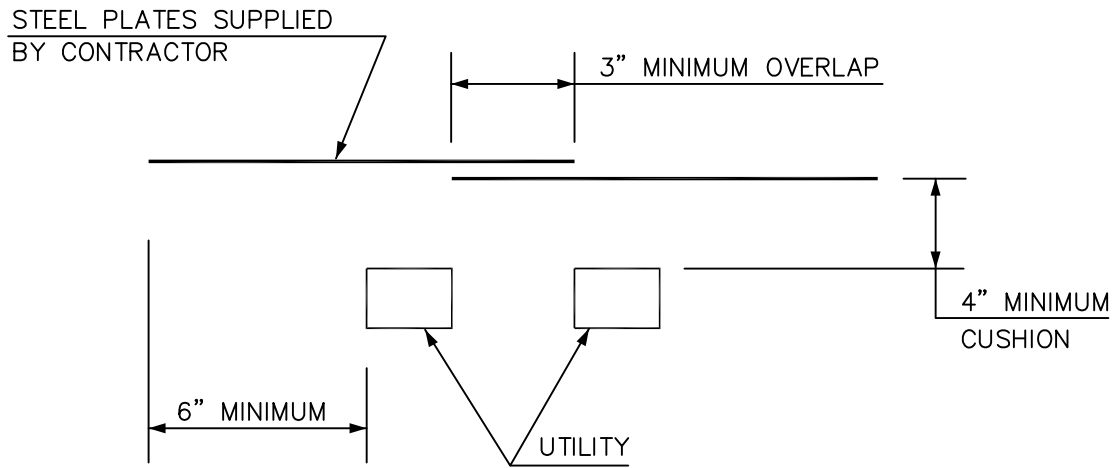 STEEL PLATES SUPPLIED
BY CONTRACTOR
3” MINIMUM OVERLAP
4” MINIMUM
CUSHION
6” MINIMUM
UTILITY